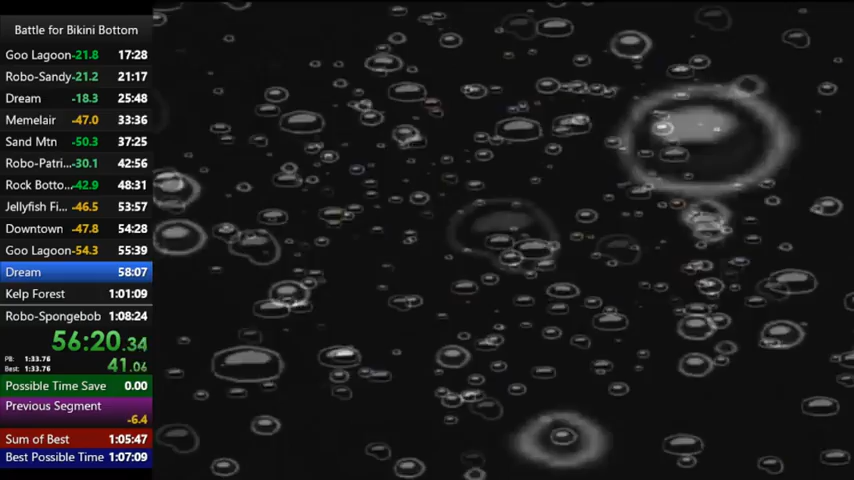 Battle for Bikini Bottom
Goo Lagoon -21.8 17:28
Robo-Sandy -21.2 21:17
Dream -18.3 25:48
Memelair -47.0 33:36
Sand Mtn -50.3 37:25
Robo-Patri... -30.1 42:56
Rock Botto... -42.9 48:31
Jellyfish Fi... -46.5 53:57
Downtown -47.8 54:28
Goo Lagoon -54.3 55:39
Dream 58:07
Kelp Forest 1:01:09
Robo-Spongebob 1:08:24
56:20.34
PB: 1:33.76
Best: 1:33.76 41.06
Possible Time Save 0.00
Previous Segment
-6.4
Sum of Best 1:05:47
Best Possible Time 1:07:09